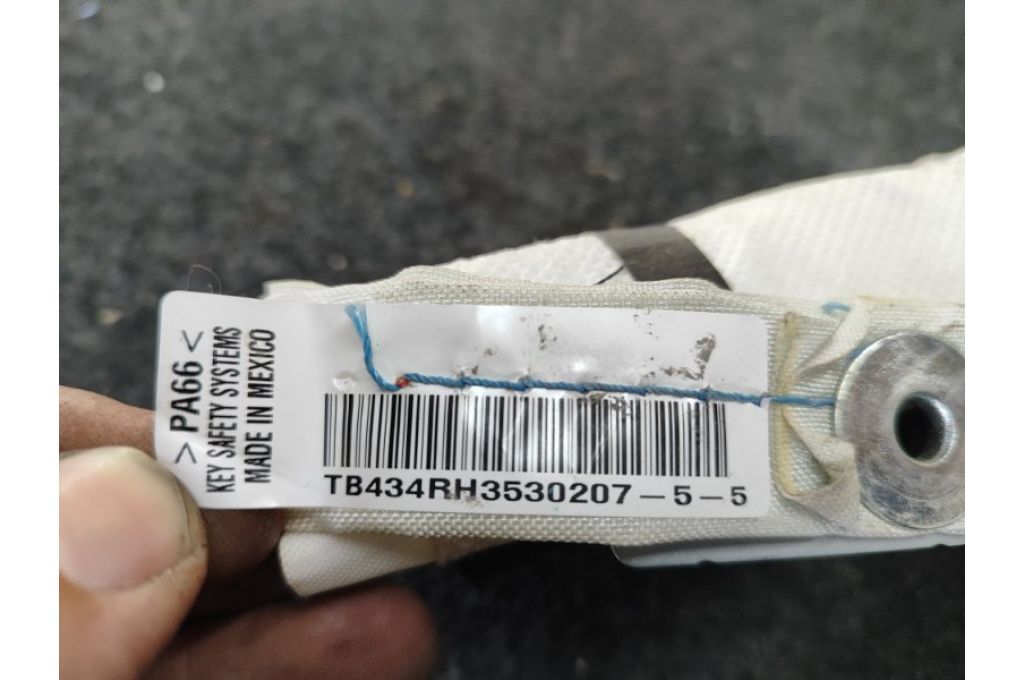 >PA66<
KEY SAFETY SYSTEMS
MADE IN MEXICO
TB434RH3530207-5-5